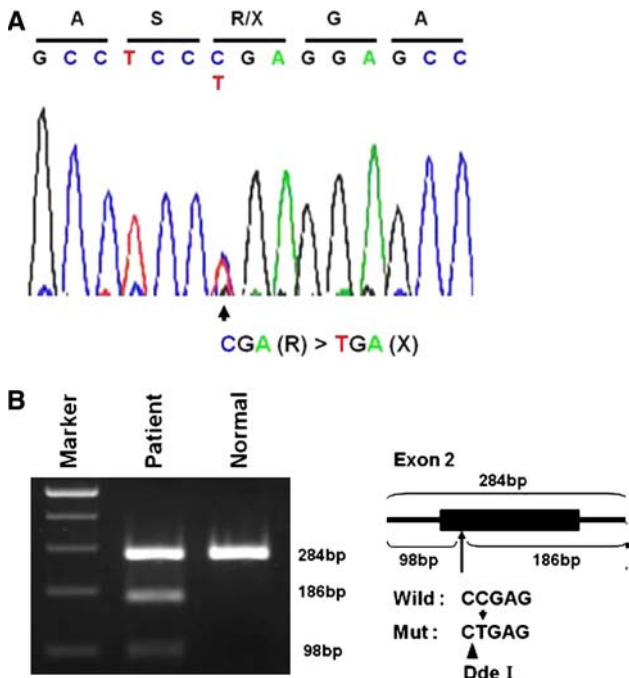 A
A S R/X G A
G C C T C C C G A G G A G C C
T
CGA (R) > TGA (X)
B
Marker
Patient
Normal
284bp
186bp
98bp
Exon 2
284bp
98bp 186bp
Wild : CCGAG
Mut : CTGAG
Dde I